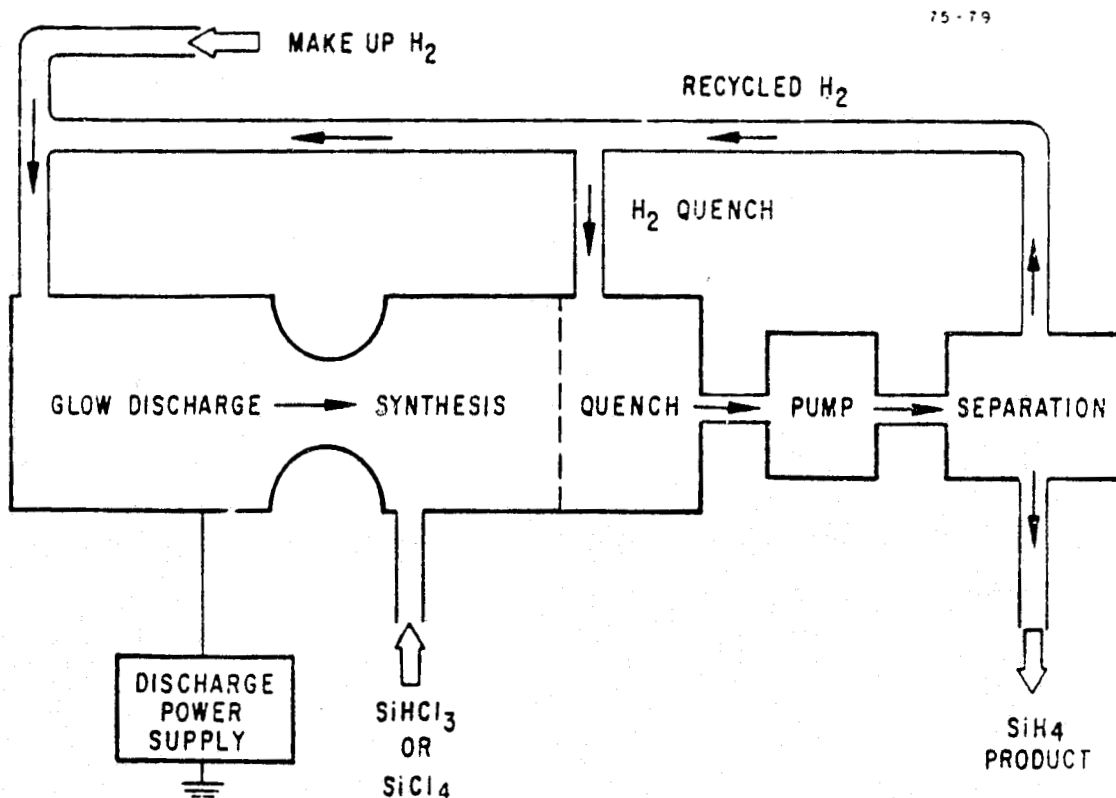 75-79
MAKE UP H2
RECYCLED H2
H2 QUENCH
GLOW DISCHARGE
SYNTHESIS
QUENCH
PUMP
SEPARATION
DISCHARGE
POWER
SUPPLY
SiHCl3
OR
SiCl4
SiH4
PRODUCT